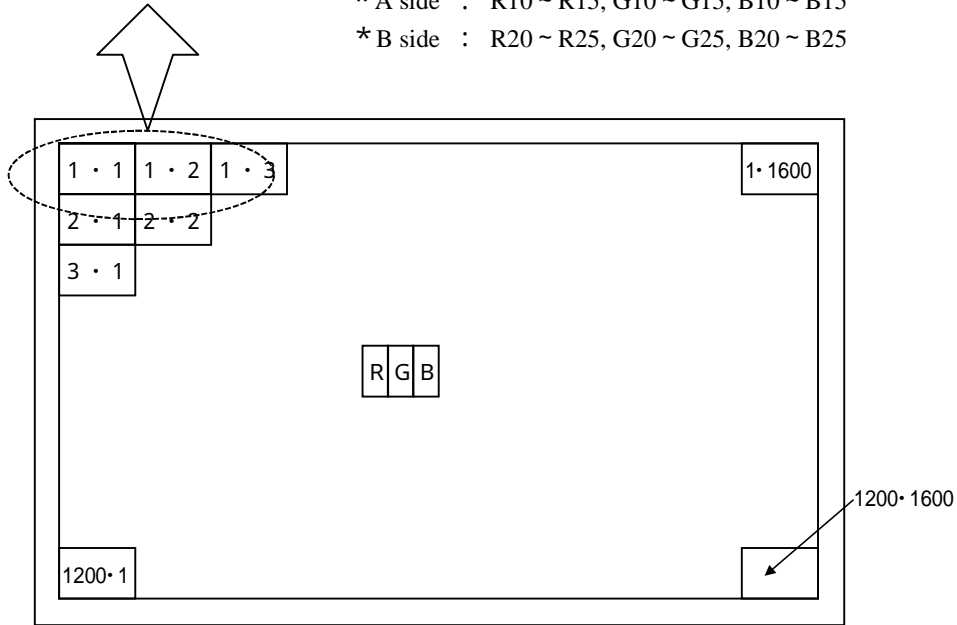 * A side : R10 ~ R15, G10 ~ G15, B10 ~ B15
* B side : R20 ~ R25, G20 ~ G25, B20 ~ B25
1 · 1 1 · 2 1 · 3 1· 1600
2 · 1 2 · 2
3 · 1
R G B
1200· 1600
1200· 1